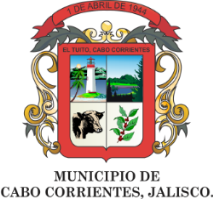 1 DE ABRIL DE 1944
EL TUITO, CABO CORRIENTES
MUNICIPIO DE
CABO CORRIENTES, JALISCO.